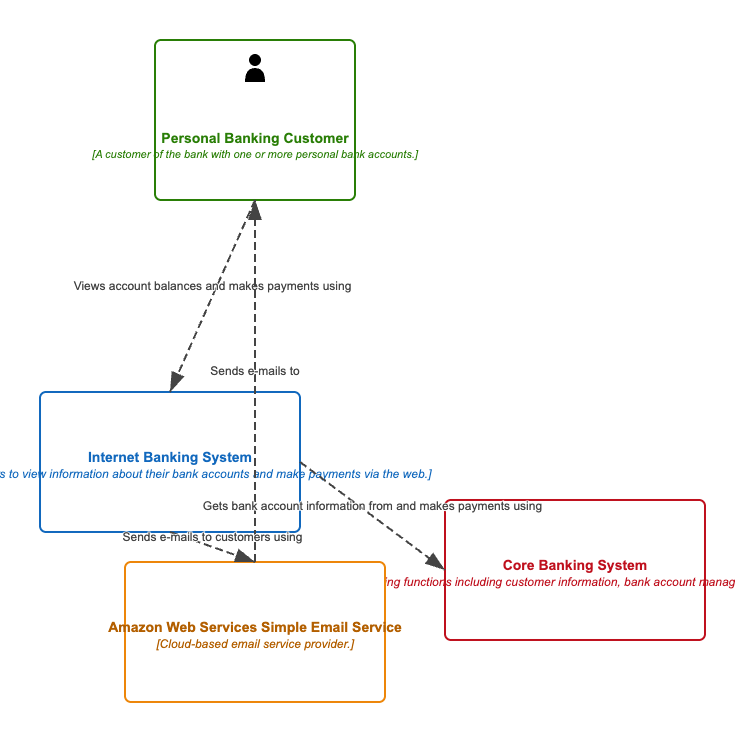 Personal Banking Customer
[A customer of the bank with one or more personal bank accounts.]
Views account balances and makes payments using
Sends e-mails to
Internet Banking System
to view information about their bank accounts and make payments via the web.]
Gets bank account information from and makes payments using
Sends e-mails to customers using
Core Banking System
functions including customer information, bank account
Amazon Web Services Simple Email Service
[Cloud-based email service provider.]